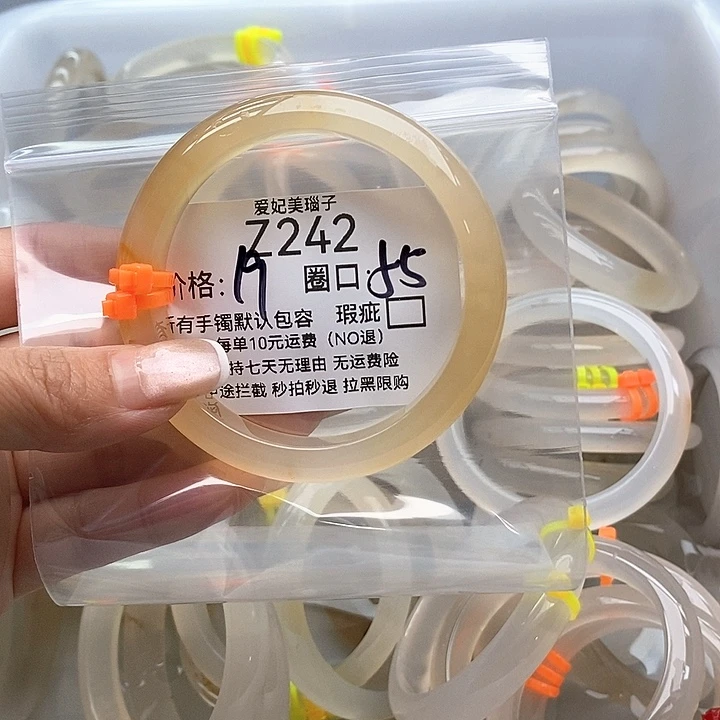 爱妃美瑙子
Z242
价格:19 圈口:55
所有手镯默认包容 瑕疵
每单10元运费(NO退)
持七天无理由 无运费险
中途拦截 秒拍秒退 拉黑限购